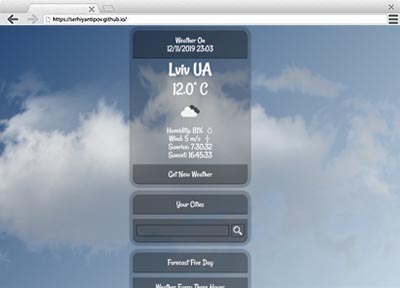 https://serhiyantipov.github.io/
Weather On
12/11/2019 23:03
Lviv UA
12.0° C
Humidity: 81%
Wind: 5 m/s
Sunrise: 7:30:32
Sunset: 16:45:33
Get New Weather
Your Cities
Forecast Five Day
Weather Every Three Hours